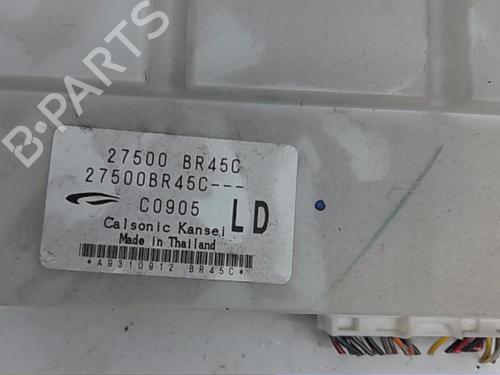 B-PARTS
27500 BR45C
27500BR45C---
C0905 LD
Calsonic Kansei
Made in Thailand
*A9310912 BR45C*